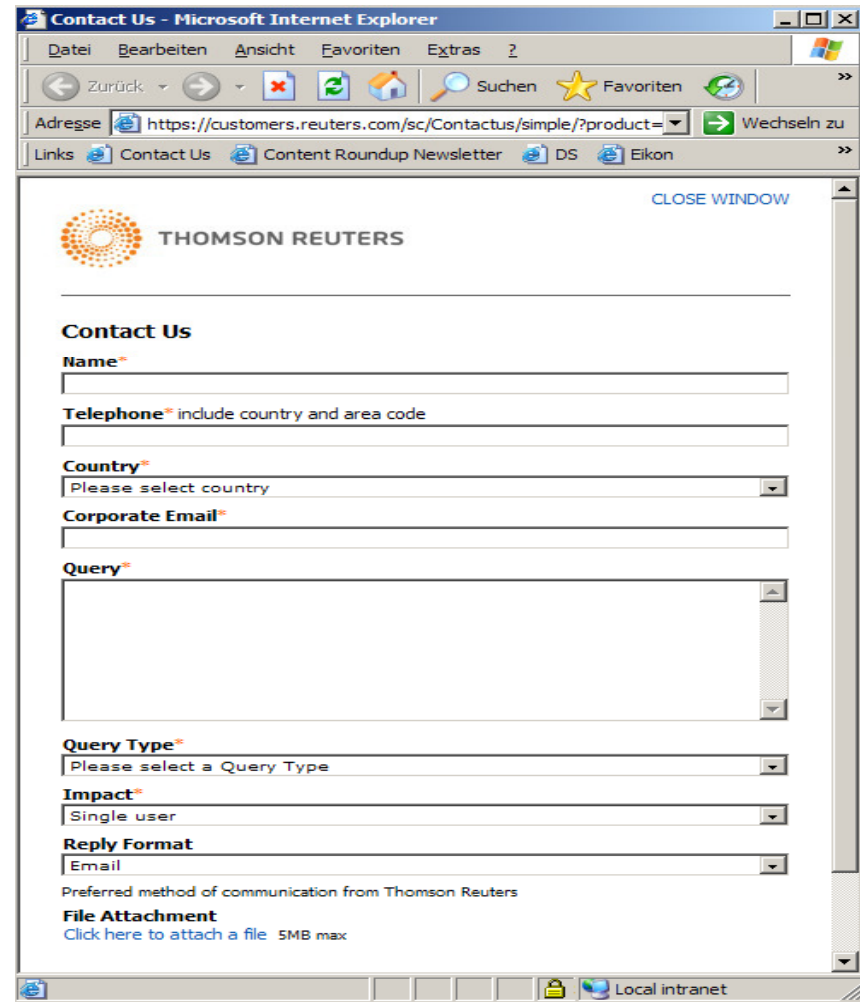 Contact Us - Microsoft Internet Explorer
Datei Bearbeiten Ansicht Favoriten Extras ?
Zurück Suchen Favoriten »
Adresse https://customers.reuters.com/sc/Contactus/simple/?product= Wechseln zu
Links Contact Us Content Roundup Newsletter DS Eikon »
CLOSE WINDOW
THOMSON REUTERS
Contact Us
Name*
Telephone* include country and area code
Country*
Please select country
Corporate Email*
Query*
Query Type*
Please select a Query Type
Impact*
Single user
Reply Format
Email
Preferred method of communication from Thomson Reuters
File Attachment
Click here to attach a file 5MB max
Local intranet